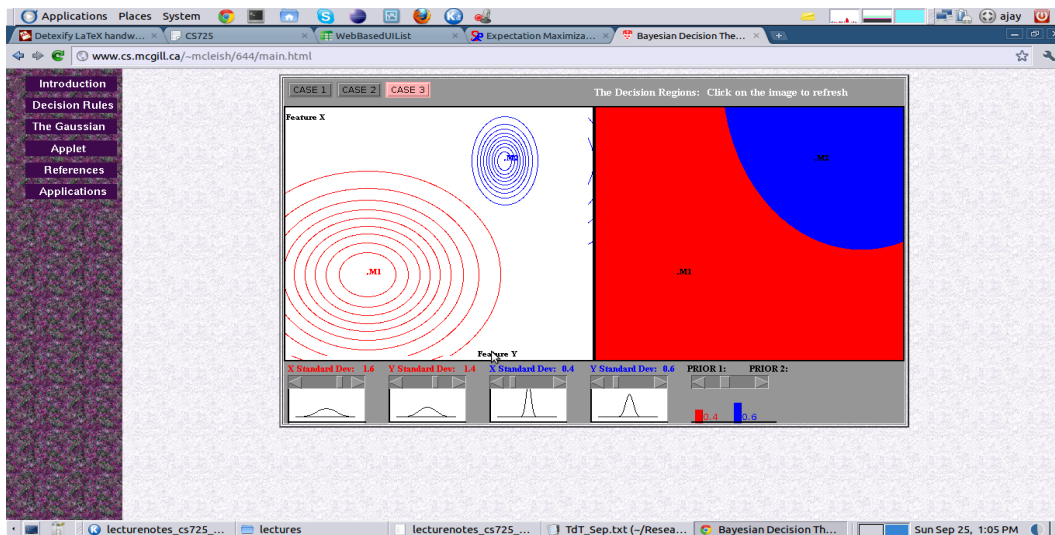 Applications Places System ajay
Detexify LaTeX handw... × CS725 × WebBasedUIList × Expectation Maximiza... × Bayesian Decision The... ×
www.cs.mcgill.ca/~mcleish/644/main.html
Introduction
Decision Rules
The Gaussian
Applet
References
Applications
CASE 1 CASE 2 CASE 3 The Decision Regions: Click on the image to refresh
Feature X
.M2 .M2
.M1 .M1
Feature Y
X Standard Dev: 1.6 Y Standard Dev: 1.4 X Standard Dev: 0.4 Y Standard Dev: 0.6 PRIOR 1: PRIOR 2:
0.4 0.6
lecturenotes_cs725_... lectures lecturenotes_cs725_... TdT_Sep.txt (~/Resea... Bayesian Decision Th... Sun Sep 25, 1:05 PM